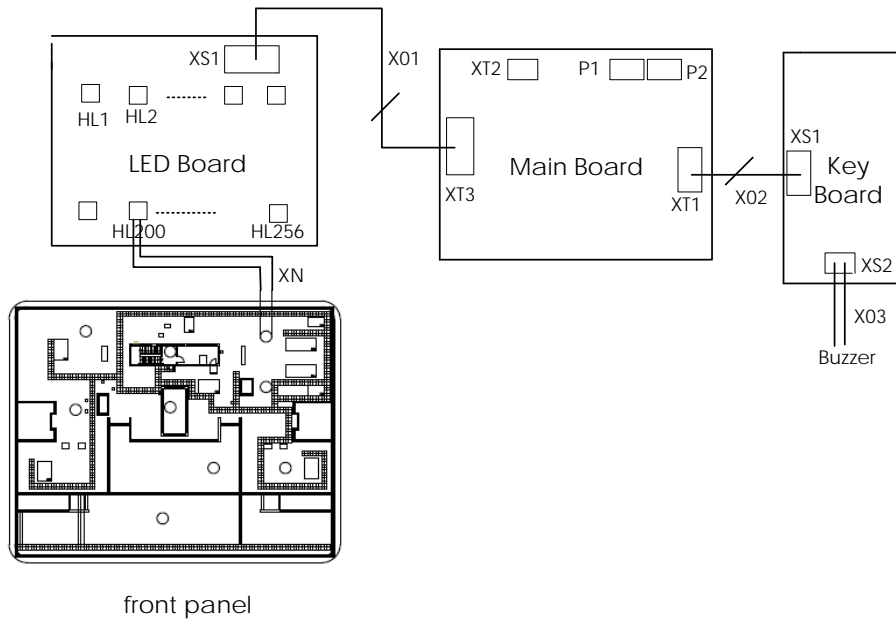 XS1
X01
HL1
HL2
LED Board
HL200
HL256
XN
XT2
P1
P2
XT3
Main Board
XT1
X02
XS1
Key
Board
XS2
X03
Buzzer
front panel